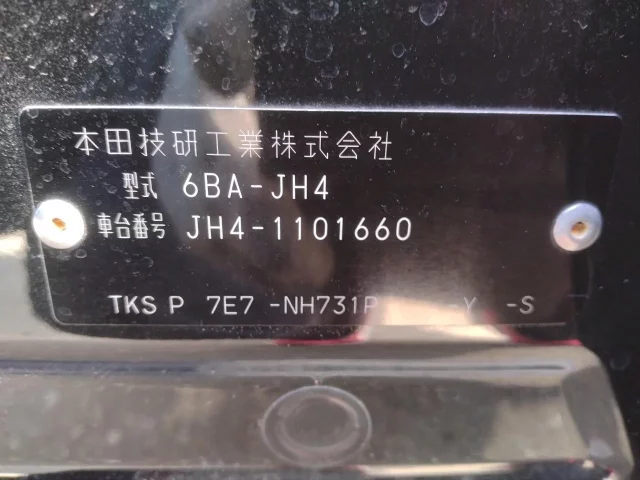 本田技研工業株式会社
型式 6BA-JH4
車台番号 JH4-1101660
TKS P 7E7 -NH731P -Y -S